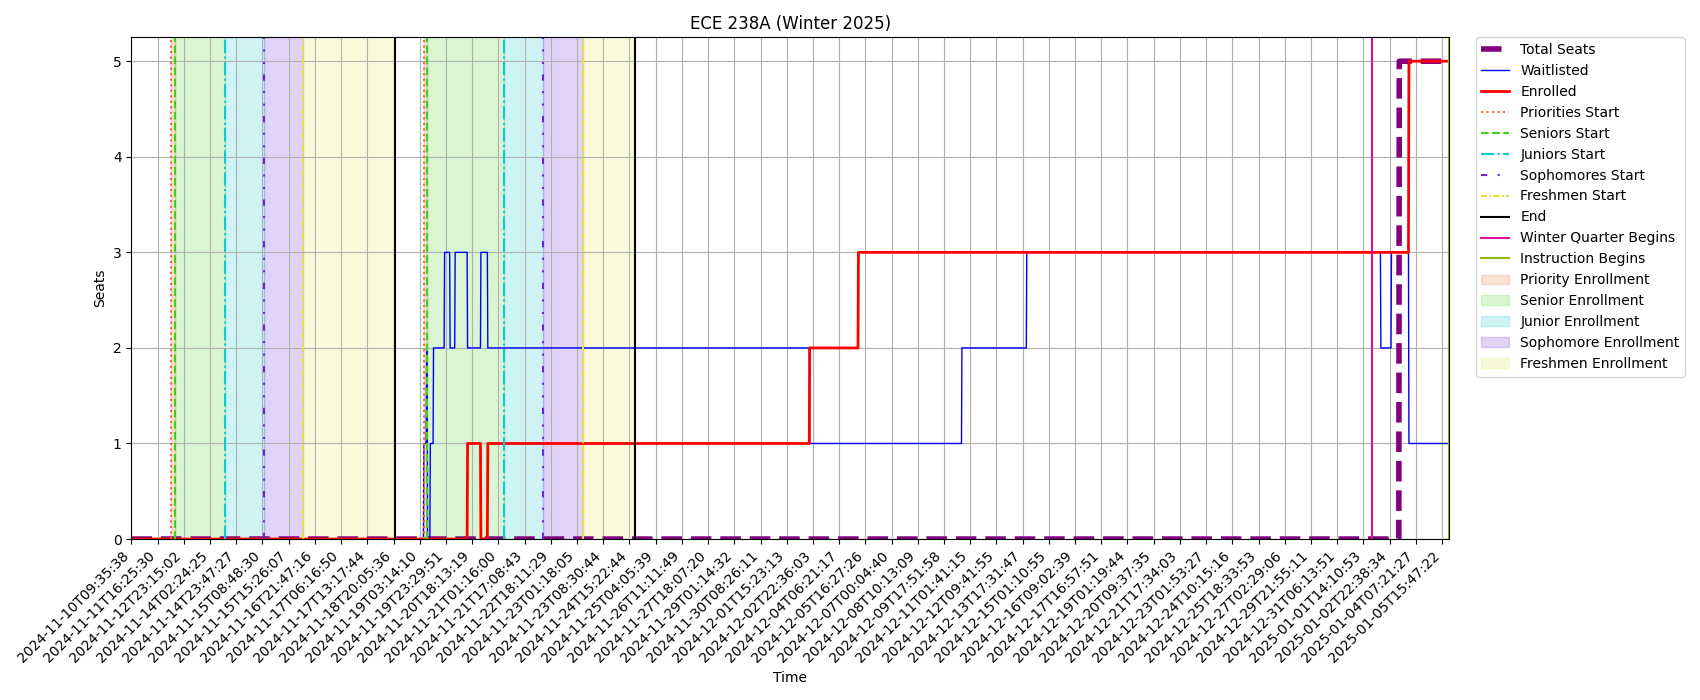 ECE 238A (Winter 2025)
Seats
5
4
3
2
1
0
2024-11-10T09:35:38
2024-11-11T16:25:30
2024-11-12T23:15:02
2024-11-14T02:24:25
2024-11-14T23:47:27
2024-11-15T08:48:30
2024-11-15T15:26:07
2024-11-16T21:47:16
2024-11-17T06:16:50
2024-11-17T13:17:44
2024-11-18T20:05:36
2024-11-19T03:14:10
2024-11-19T23:29:51
2024-11-20T18:13:19
2024-11-21T01:16:00
2024-11-21T17:08:43
2024-11-22T18:11:29
2024-11-23T01:18:05
2024-11-23T08:30:44
2024-11-24T15:22:44
2024-11-25T04:05:39
2024-11-26T11:11:49
2024-11-27T18:07:20
2024-11-29T01:14:32
2024-11-30T08:26:11
2024-12-01T15:23:13
2024-12-02T22:36:03
2024-12-04T06:21:17
2024-12-05T16:27:26
2024-12-07T00:04:40
2024-12-08T10:13:09
2024-12-09T17:51:58
2024-12-11T01:41:15
2024-12-12T09:41:55
2024-12-13T17:31:47
2024-12-15T01:10:55
2024-12-16T09:02:39
2024-12-17T16:57:51
2024-12-19T01:19:44
2024-12-20T09:37:35
2024-12-21T17:34:03
2024-12-23T01:53:27
2024-12-24T10:15:16
2024-12-25T18:33:53
2024-12-27T02:29:06
2024-12-29T21:55:11
2024-12-31T06:13:51
2025-01-01T14:10:53
2025-01-02T22:38:34
2025-01-04T07:21:27
2025-01-05T15:47:22
Time
Total Seats
Waitlisted
Enrolled
Priorities Start
Seniors Start
Juniors Start
Sophomores Start
Freshmen Start
End
Winter Quarter Begins
Instruction Begins
Priority Enrollment
Senior Enrollment
Junior Enrollment
Sophomore Enrollment
Freshmen Enrollment